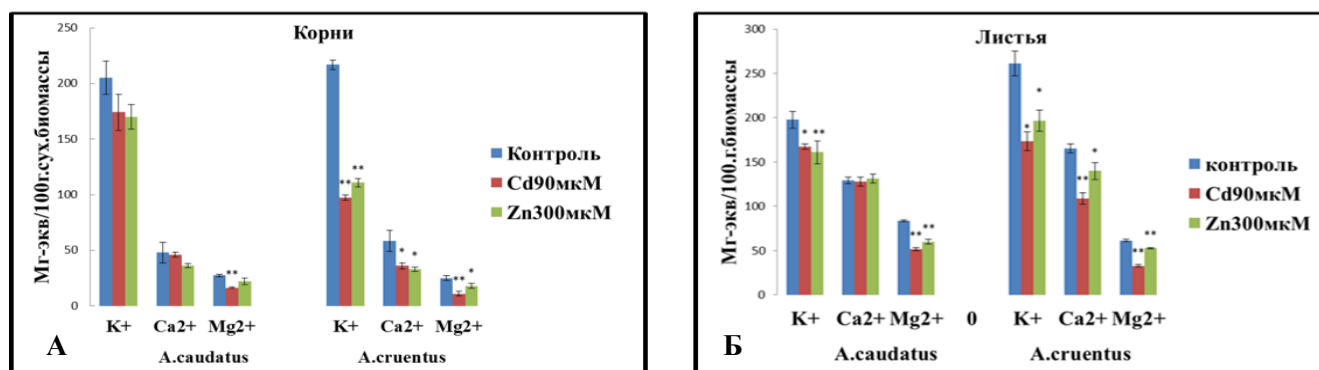 Корни
Мг-экв/100г.сух.биомассы
250
200
150
100
50
0
** ** * * ** ** *
Контроль
Cd90мкМ
Zn300мкМ
K+ Ca2+ Mg2+ K+ Ca2+ Mg2+
A.caudatus A.cruentus
А
Листья
Мг-экв/100.г.биомассы
300
250
200
150
100
50
0
* ** ** ** * * ** * ** **
контроль
Cd90мкМ
Zn300мкМ
K+ Ca2+ Mg2+ 0 K+ Ca2+ Mg2+
A.caudatus A.cruentus
Б